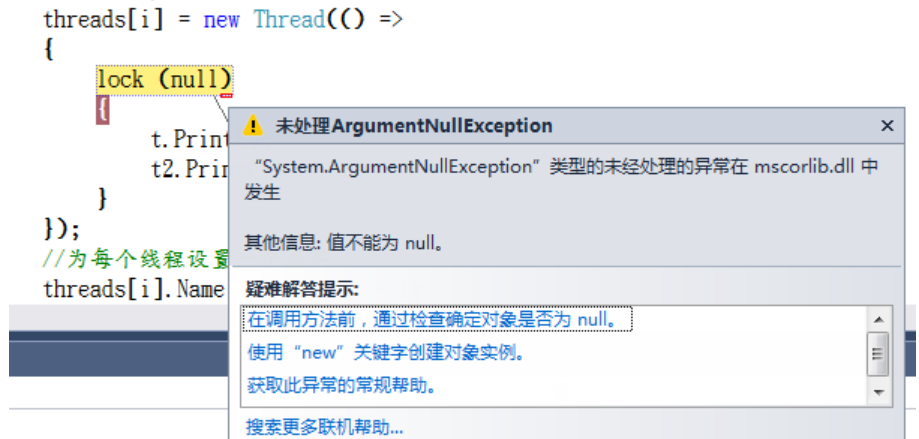 threads[i] = new Thread(() =>
{
lock (null)
{
t.Print
t2.Prin
}
});
//为每个线程设置
threads[i].Name
未处理ArgumentNullException
“System.ArgumentNullException”类型的未经处理的异常在 mscorlib.dll 中
发生
其他信息: 值不能为 null。
疑难解答提示:
在调用方法前，通过检查确定对象是否为 null。
使用“new”关键字创建对象实例。
获取此异常的常规帮助。
搜索更多联机帮助...